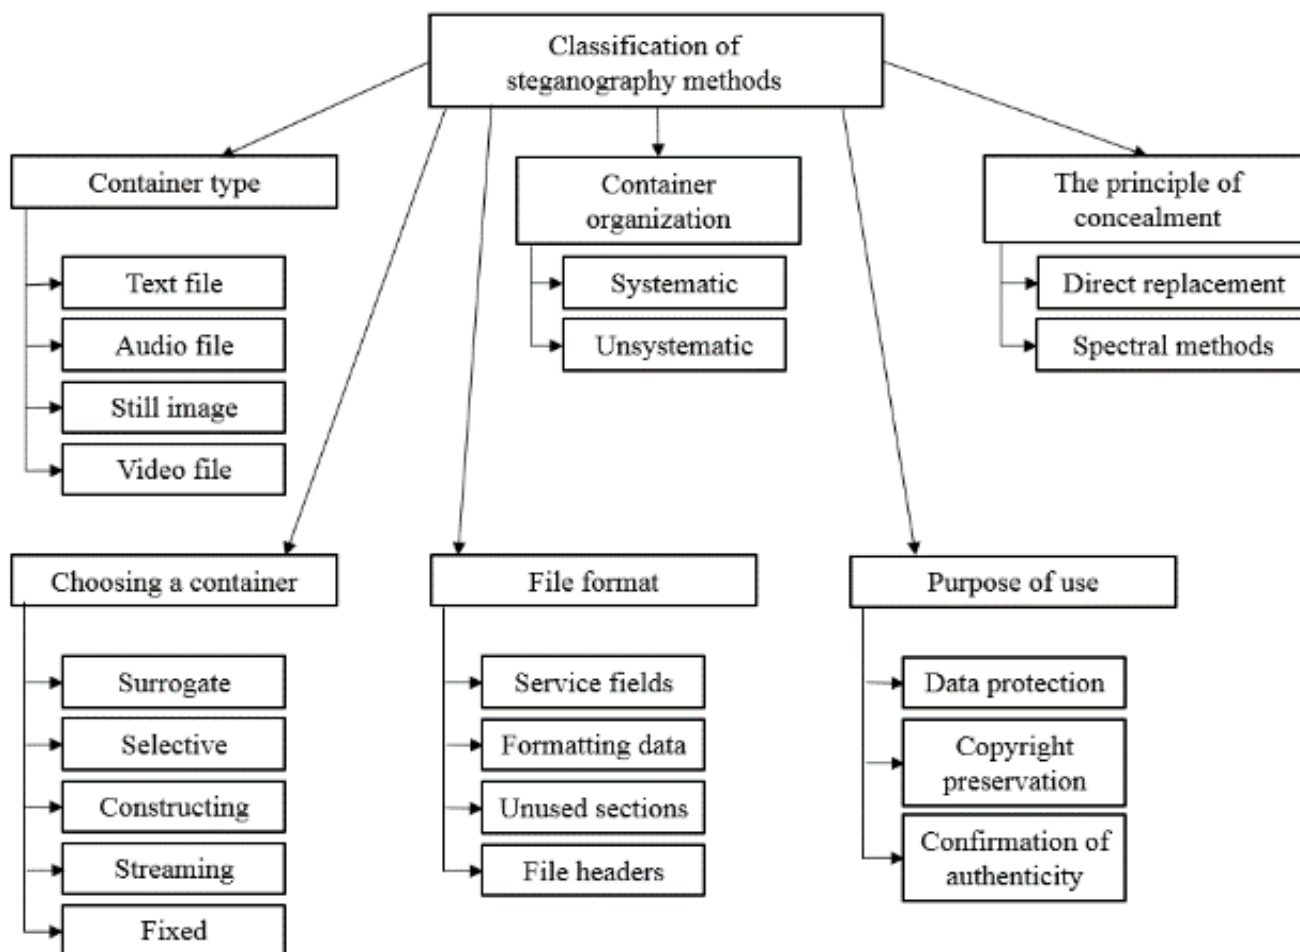 Classification of
steganography methods
Container type
Text file
Audio file
Still image
Video file
Container
organization
Systematic
Unsystematic
The principle of
concealment
Direct replacement
Spectral methods
Choosing a container
Surrogate
Selective
Constructing
Streaming
Fixed
File format
Service fields
Formatting data
Unused sections
File headers
Purpose of use
Data protection
Copyright
preservation
Confirmation of
authenticity